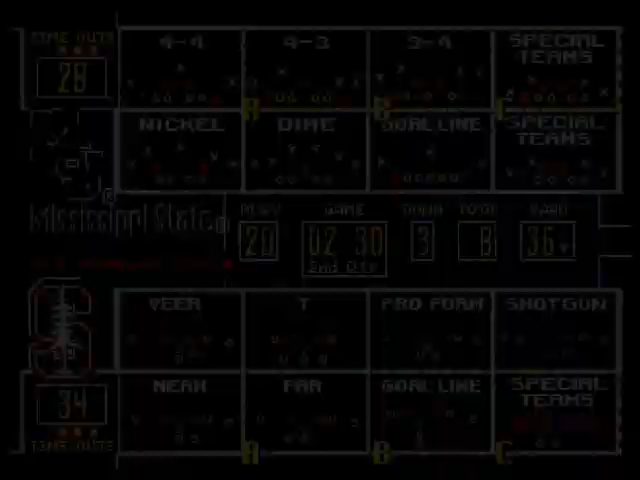 TIME OUTS
28
4-4
4-3
3-4
SPECIAL TEAMS
A B C
NICKEL
DIME
GOAL LINE
SPECIAL TEAMS
Mississippi State
PLAY GAME DOWN TOGO YARD
20 02 30 3 8 36
2nd Qtr
VEER
T
PRO FORM
SHOTGUN
34
TIME OUTS
NEAR
FAR
GOAL LINE
SPECIAL TEAMS
A B C